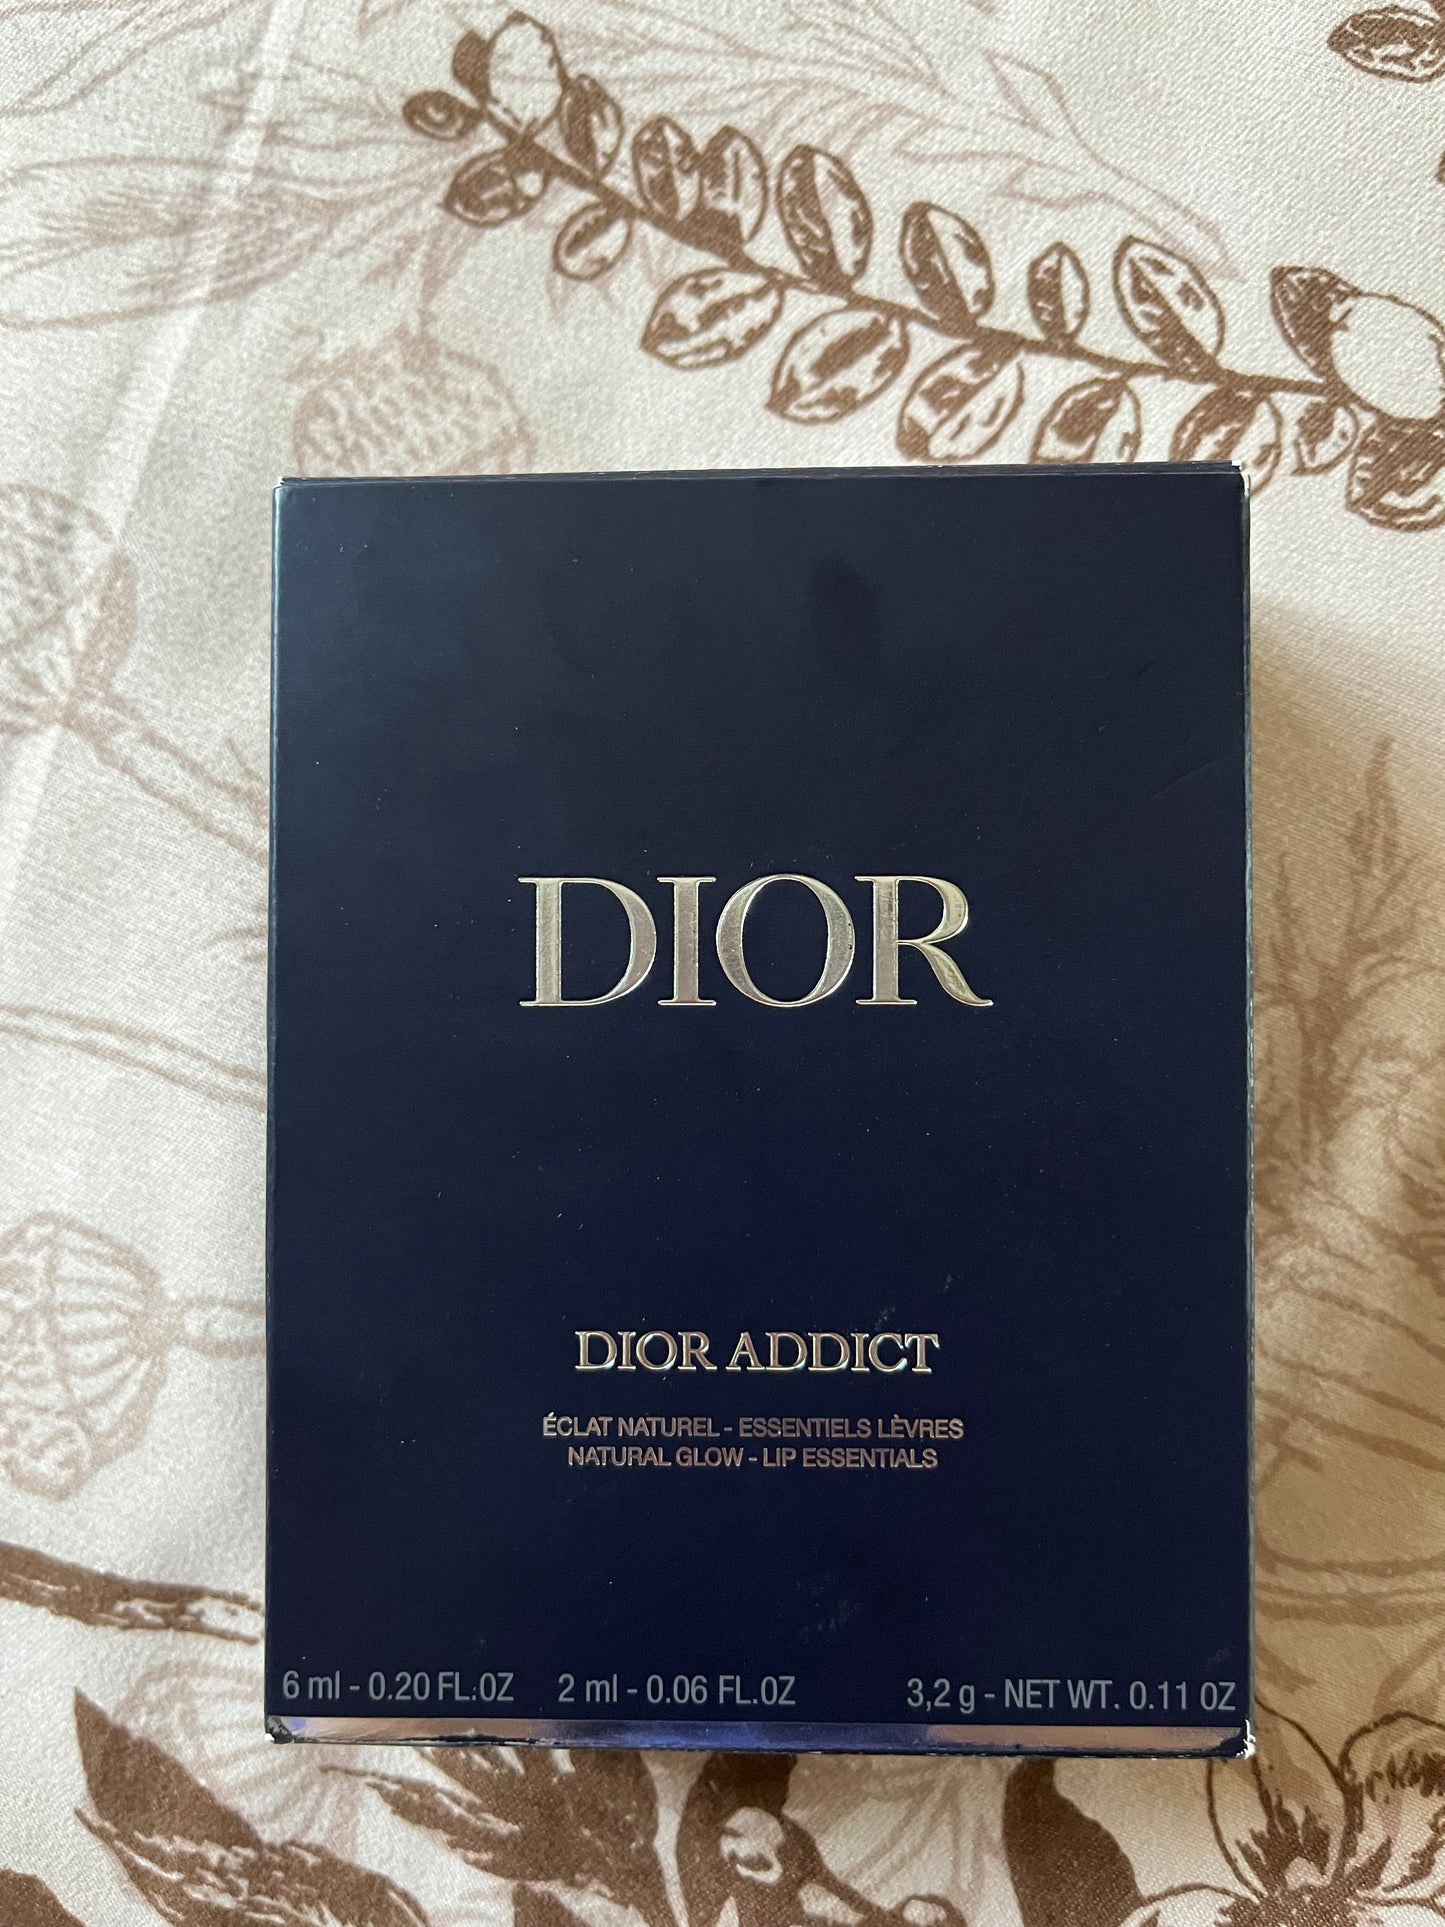 DIOR
DIOR ADDICT
ÉCLAT NATUREL - ESSENTIELS LÈVRES
NATURAL GLOW - LIP ESSENTIALS
6 ml - 0.20 FL.OZ 2 ml - 0.06 FL.OZ 3,2 g - NET WT. 0.11 OZ